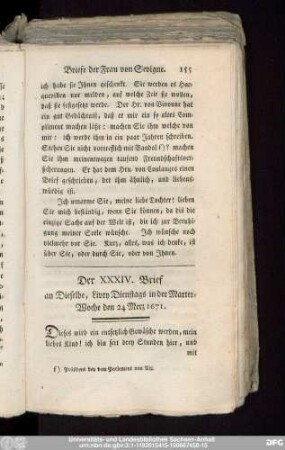 Briefe der Frau von Sevigne. 155
ich habe sie Ihnen geschenkt. Sie werden es Hac-
quevillen nur melden, auf welche Zeit sie wollen,
daß sie festgesetzt werde. Der Hr. von Vivonne hat
ein gut Gedächtniß, daß er mir ein so altes Com-
pliment machen läßt: machen Sie ihm welche von
mir: ich werde ihm in ein paar Jahren schreiben.
Stehen Sie nicht vortreflich mit Bandol f)? machen
Sie ihm meinetwegen tausend Freundschaftsver-
sicherungen. Er hat dem Hrn. von Coulanges einen
Brief geschrieben, der ihm ähnlich, und liebens-
würdig ist.
Ich umarme Sie, meine liebe Tochter! lieben
Sie mich beständig, wenn Sie können, da dis die
einzige Sache auf der Welt ist, die ich zur Beruhi-
gung meiner Seele wünsche. Ich wünsche noch
vielmehr vor Sie. Kurz, alles, was ich denke, ist
über Sie, oder durch Sie, oder von Ihnen.
Der XXXIV. Brief
an Dieselbe, Livry Dienstags in der Marter-
Woche den 24 Merz 1671.
Dieses wird ein entsetzlich Gewäsche werden, mein
liebes Kind! ich bin seit drey Stunden hier, und
mit
f) Präsident von dem Parlement von Aix.
Universitäts- und Landesbibliothek Sachsen-Anhalt